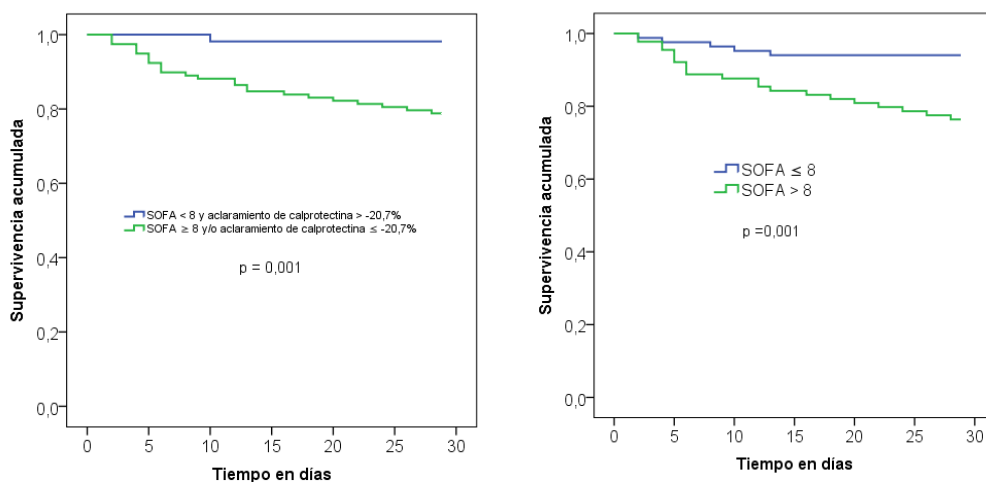 Supervivencia acumulada
1,0
0,8
0,6
0,4
0,2
0,0
SOFA < 8 y aclaramiento de calprotectina > -20,7%
SOFA ≥ 8 y/o aclaramiento de calprotectina ≤ -20,7%
p = 0,001
0 5 10 15 20 25 30
Tiempo en días
Supervivencia acumulada
1,0
0,8
0,6
0,4
0,2
0,0
SOFA ≤ 8
SOFA > 8
p =0,001
0 5 10 15 20 25 30
Tiempo en días